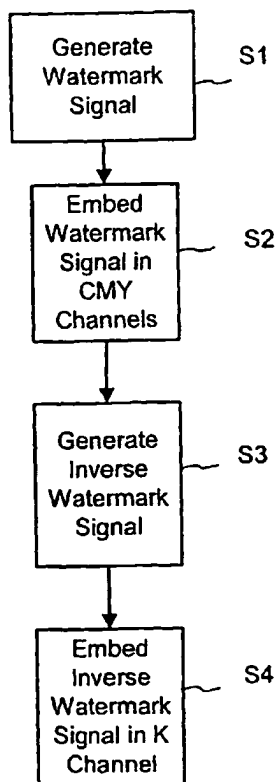 Generate
Watermark
Signal
S1
Embed
Watermark
Signal in
CMY
Channels
S2
Generate
Inverse
Watermark
Signal
S3
Embed
Inverse
Watermark
Signal in K
Channel
S4